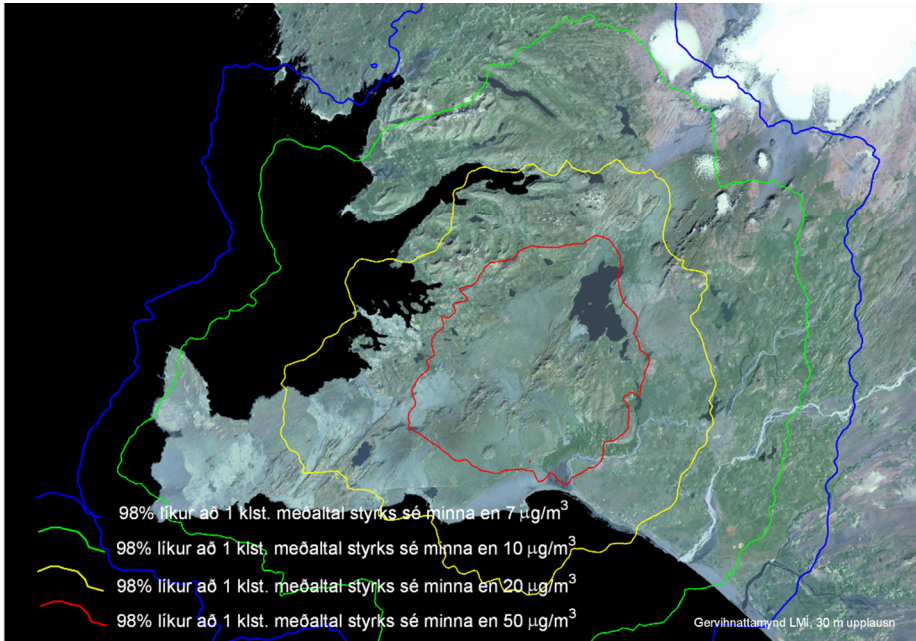 98% líkur að 1 klst. meðaltal styrks sé minna en 7 μg/m³
98% líkur að 1 klst. meðaltal styrks sé minna en 10 μg/m³
98% líkur að 1 klst. meðaltal styrks sé minna en 20 μg/m³
98% líkur að 1 klst. meðaltal styrks sé minna en 50 μg/m³
Gervihnattamynd LMÍ, 30 m upplausn